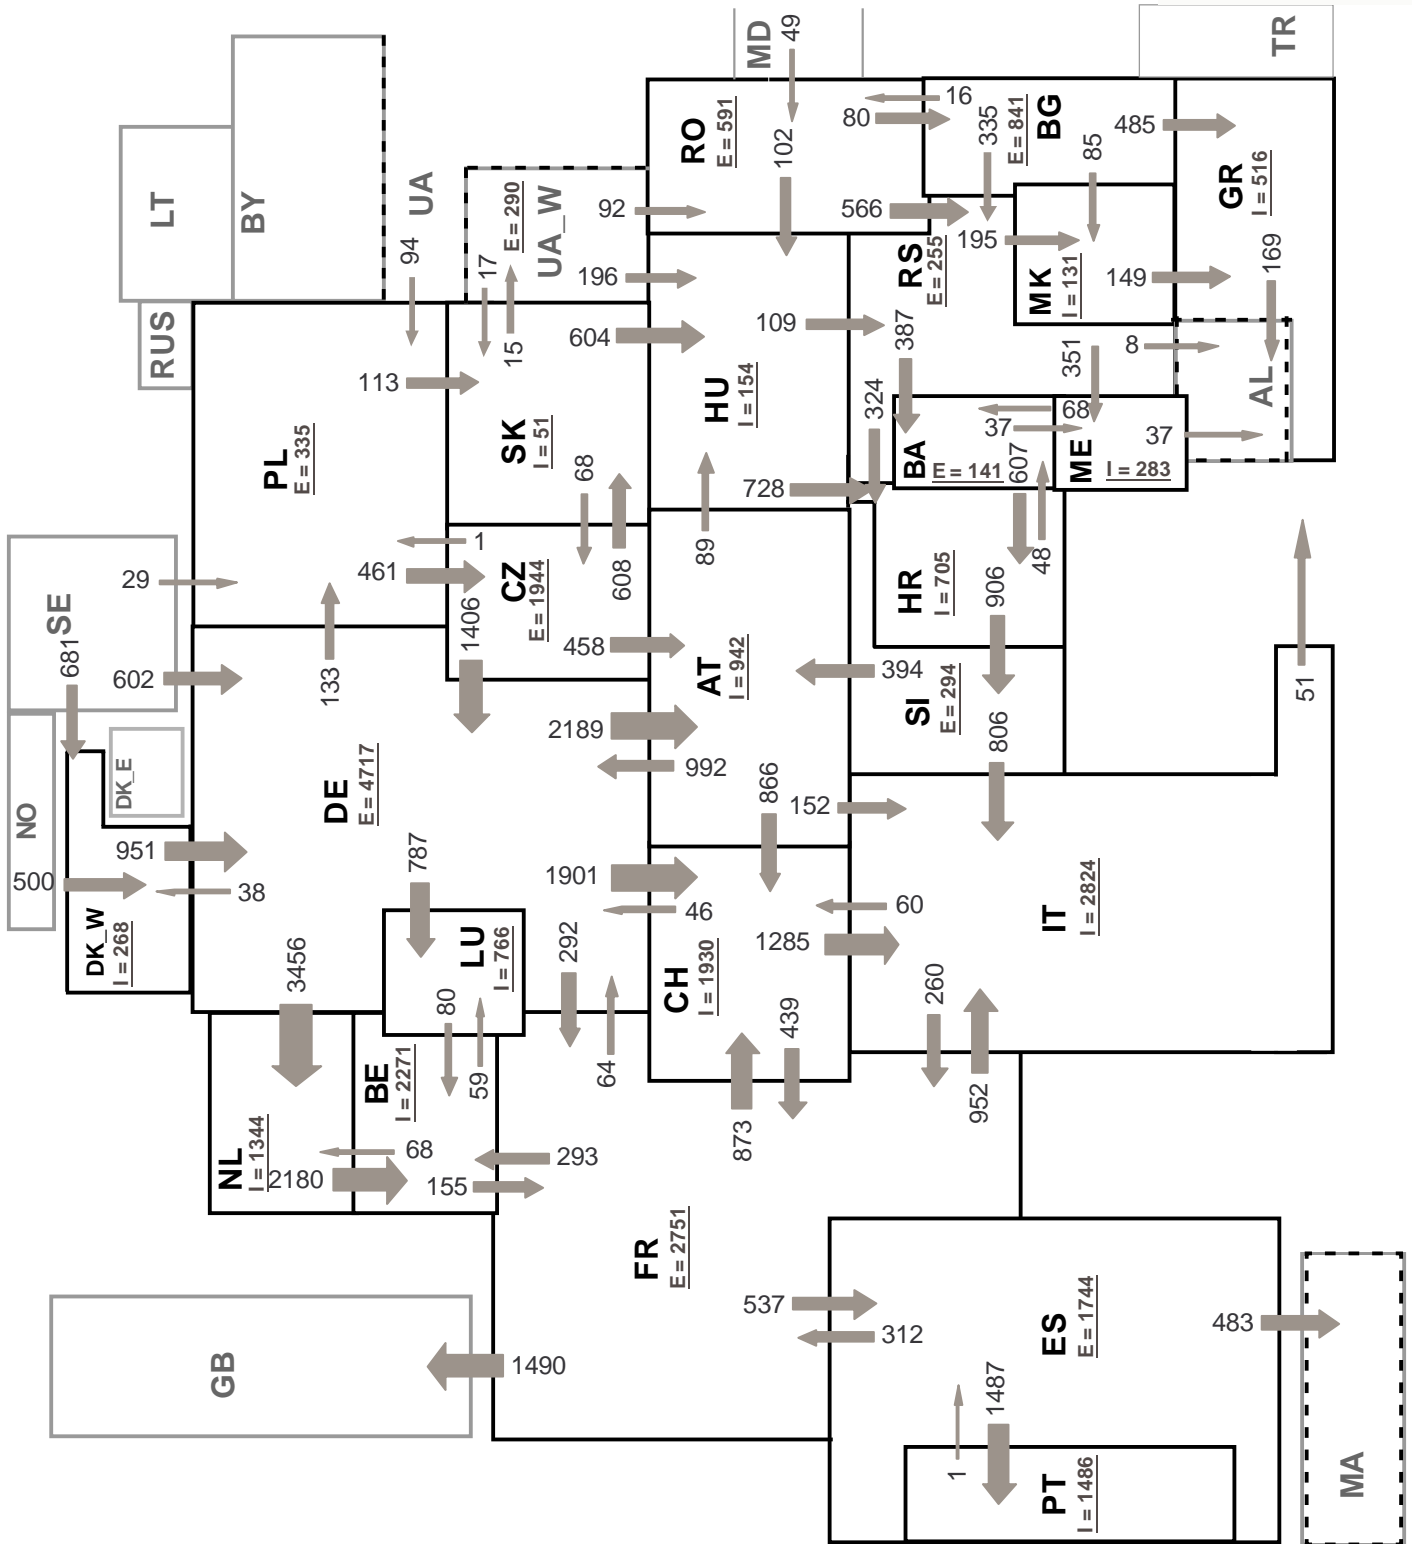 MD
49
TR
RO
E = 591
102
80
16
335
E = 841
BG
85
485
GR
I = 516
LT
BY
UA
94
E = 290
UA_W
17
15
92
196
566
RS
E = 255
195
MK
I = 131
149
169
RUS
113
604
109
387
351
8
AL
PL
E = 335
SK
I = 51
HU
I = 154
324
68
37
37
BA
E = 141
607
ME
I = 283
68
728
89
608
48
SE
29
461
1
CZ
E = 1944
1406
458
HR
I = 705
906
681
602
133
AT
I = 942
394
SI
E = 294
51
NO
DK_E
DE
E = 4717
2189
992
866
152
806
951
500
38
DK_W
I = 268
787
1901
46
60
1285
IT
I = 2824
3456
LU
I = 766
292
CH
I = 1930
80
59
64
439
873
260
952
BE
I = 2271
NL
I = 1344
2180
68
155
293
FR
E = 2751
537
312
ES
E = 1744
483
GB
1490
1487
1
PT
I = 1486
MA